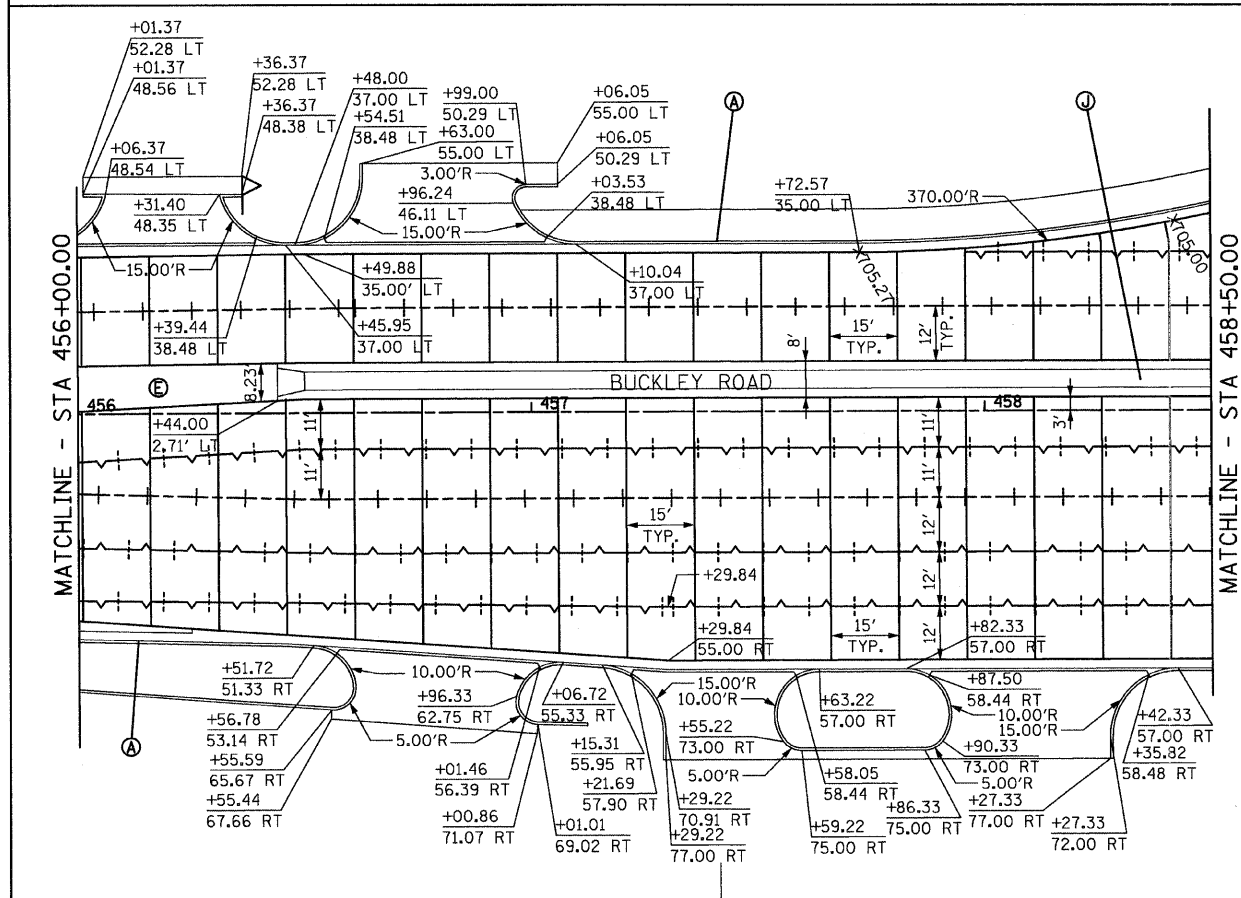 +01.37
52.28 LT
+01.37
48.56 LT
+06.37
48.54 LT
+31.40
48.35 LT
+36.37
52.28 LT
+36.37
48.38 LT
+48.00
37.00 LT
+54.51
38.48 LT
+99.00
50.29 LT
+63.00
55.00 LT
3.00'R
+96.24
46.11 LT
15.00'R
+06.05
55.00 LT
+06.05
50.29 LT
+03.53
38.48 LT
A
+72.57
35.00 LT
370.00'R
J
705.00
705.27
15.00'R
+39.44
38.48 LT
+49.88
35.00' LT
+45.95
37.00 LT
+10.04
37.00 LT
15'
TYP.
12'
TYP.
8'
MATCHLINE - STA 456+00.00
MATCHLINE - STA 458+50.00
E
8.23
BUCKLEY ROAD
456
457
458
3'
+44.00
2.71' LT
11'
11'
11'
11'
12'
12'
12'
15'
TYP.
+29.84
15'
TYP.
+29.84
55.00 RT
+82.33
57.00 RT
A
+51.72
51.33 RT
+56.78
53.14 RT
+55.59
65.67 RT
+55.44
67.66 RT
10.00'R
5.00'R
+96.33
62.75 RT
+06.72
55.33 RT
+01.46
56.39 RT
+00.86
71.07 RT
+01.01
69.02 RT
+15.31
55.95 RT
+21.69
57.90 RT
15.00'R
10.00'R
+55.22
73.00 RT
5.00'R
+29.22
70.91 RT
+29.22
77.00 RT
+63.22
57.00 RT
+58.05
58.44 RT
+59.22
75.00 RT
+86.33
75.00 RT
+87.50
58.44 RT
10.00'R
15.00'R
+90.33
73.00 RT
5.00'R
+27.33
77.00 RT
+42.33
57.00 RT
+35.82
58.48 RT
+27.33
72.00 RT